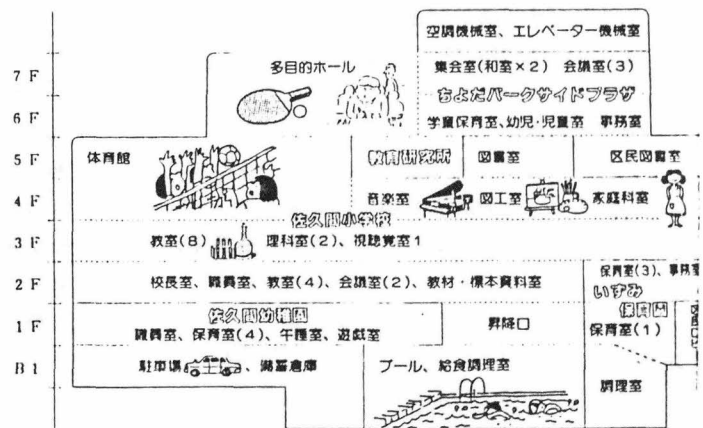 空調機械室、エレベーター機械室
7F
多目的ホール
集会室(和室×2) 会議室(3)
ちよだパークサイドプラザ
6F
学童保育室、幼児・児童室 事務室
5F
体育館
教育研究所
図書室
区民図書室
4F
音楽室
図工室
家庭科室
佐久間小学校
3F
教室(8)
理科室(2)、視聴覚室1
2F
校長室、職員室、教室(4)、会議室(2)、教材・標本資料室
保育室(3)、事務室
いずみ
保育園
1F
佐久間幼稚園
職員室、保育室(4)、午睡室、遊戯室
昇降口
保育室(1)
B1
駐車場
、備蓄倉庫
プール、給食調理室
調理室